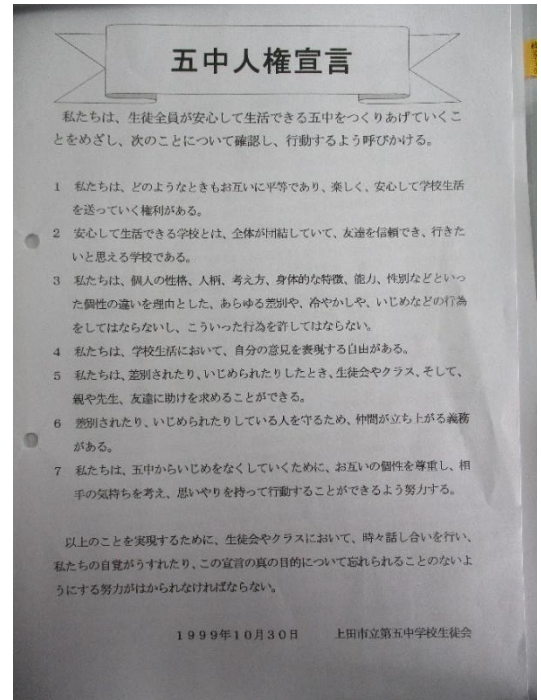 五中人権宣言
私たちは、生徒全員が安心して生活できる五中をつくりあげていくこ
とをめざし、次のことについて確認し、行動するよう呼びかける。
1 私たちは、どのようなときもお互いに平等であり、楽しく、安心して学校生活
を送っていく権利がある。
2 安心して生活できる学校とは、全体が団結していて、友達を信頼でき、行きた
いと思える学校である。
3 私たちは、個人の性格、人柄、考え方、身体的な特徴、能力、性別などといっ
た個性の違いを理由とした、あらゆる差別や、冷やかしや、いじめなどの行為
をしてはならないし、こういった行為を許してはならない。
4 私たちは、学校生活において、自分の意見を表現する自由がある。
5 私たちは、差別されたり、いじめられたりしたとき、生徒会やクラス、そして、
親や先生、友達に助けを求めることができる。
6 差別されたり、いじめられたりしている人を守るため、仲間が立ち上がる義務
がある。
7 私たちは、五中からいじめをなくしていくために、お互いの個性を尊重し、相
手の気持ちを考え、思いやりを持って行動することができるよう努力する。
以上のことを実現するために、生徒会やクラスにおいて、時々話し合いを行い、
私たちの自覚がうすれたり、この宣言の真の目的について忘れられることのないよ
うにする努力がはかられなければならない。
1999年10月30日 上田市立第五中学校生徒会